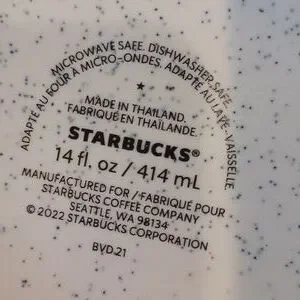 MICROWAVE SAFE. DISHWASHER SAFE.
ADAPTÉ AU FOUR À MICRO-ONDES. ADAPTÉ AU LAVE-VAISSELLE.
MADE IN THAILAND.
FABRIQUÉ EN THAÏLANDE.
STARBUCKS®
14 fl. oz / 414 mL
MANUFACTURED FOR / FABRIQUÉ POUR
STARBUCKS COFFEE COMPANY
SEATTLE, WA 98134
© 2022 STARBUCKS CORPORATION
BVD.21